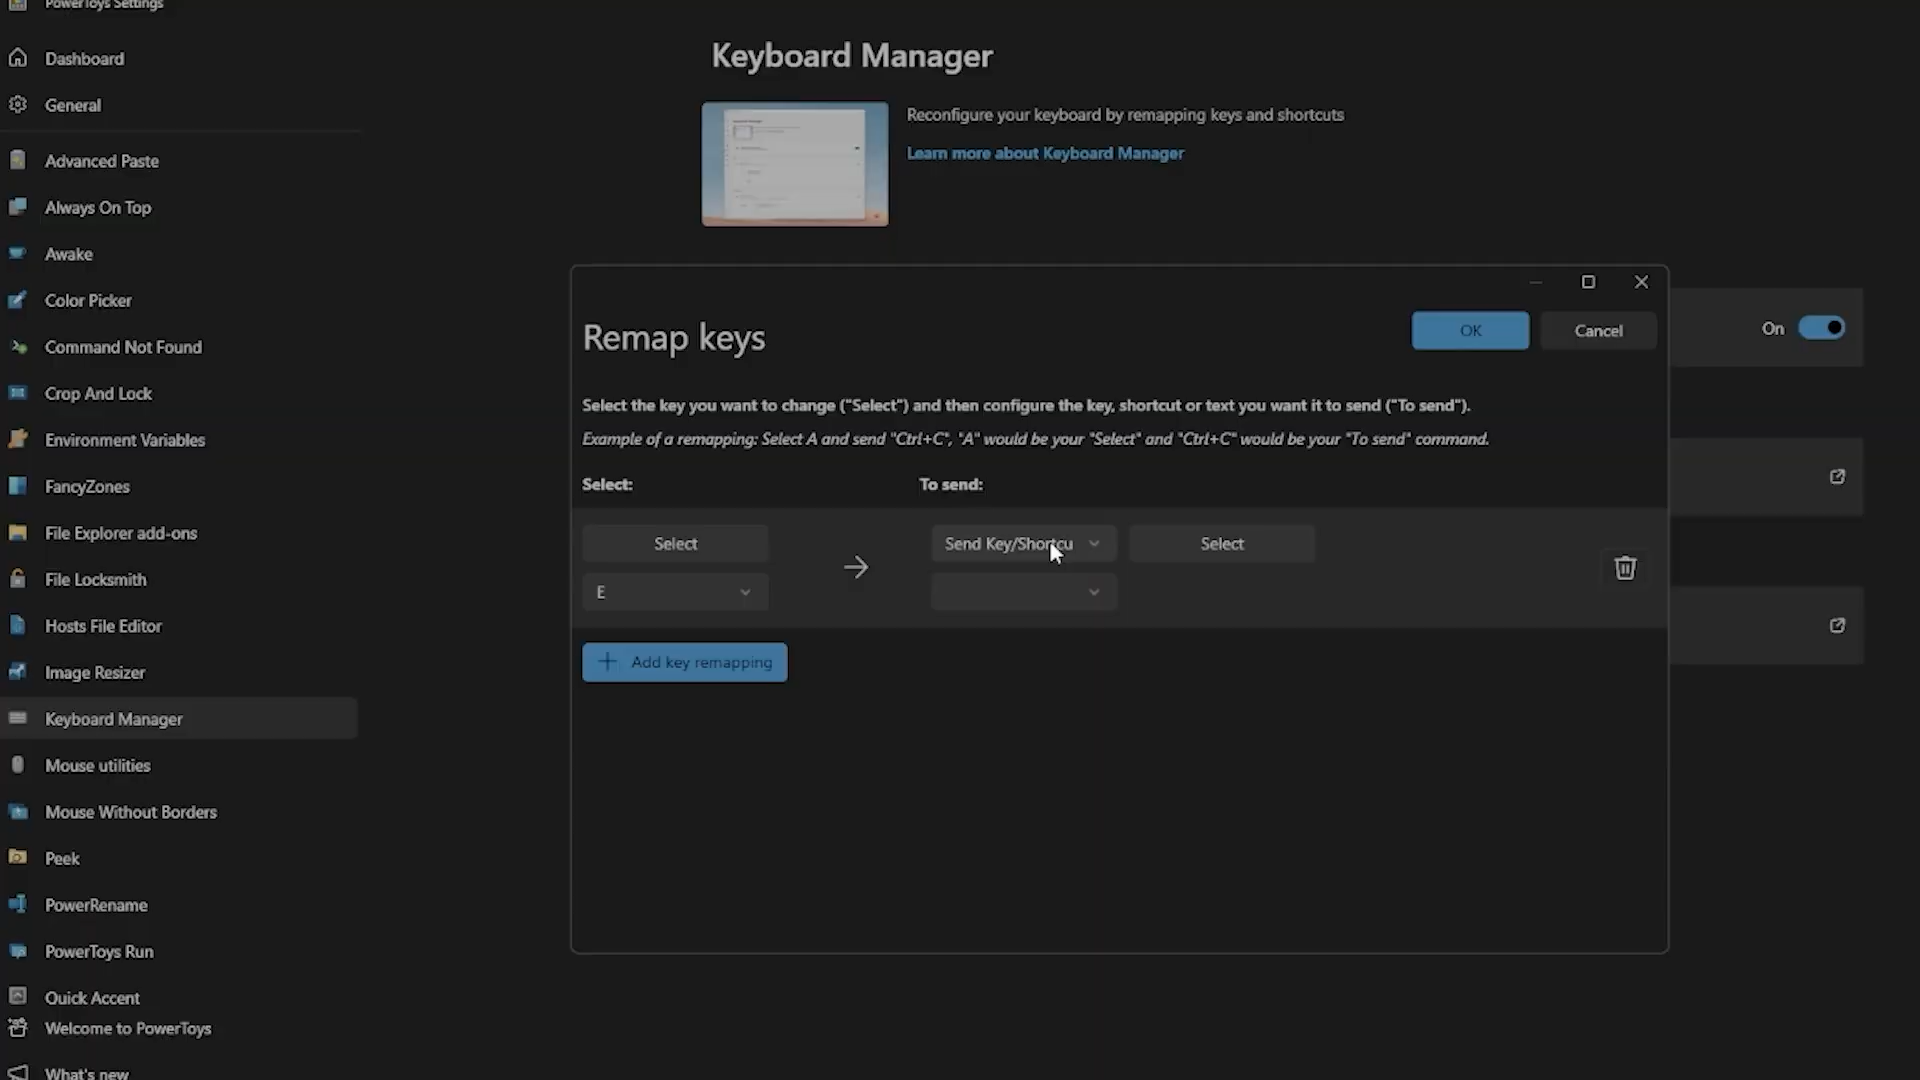 PowerToys Settings
Dashboard
General
Advanced Paste
Always On Top
Awake
Color Picker
Command Not Found
Crop And Lock
Environment Variables
FancyZones
File Explorer add-ons
File Locksmith
Hosts File Editor
Image Resizer
Keyboard Manager
Mouse utilities
Mouse Without Borders
Peek
PowerRename
PowerToys Run
Quick Accent
Welcome to PowerToys
What's new
Keyboard Manager
Reconfigure your keyboard by remapping keys and shortcuts
Learn more about Keyboard Manager
On
Remap keys
OK
Cancel
Select the key you want to change ("Select") and then configure the key, shortcut or text you want it to send ("To send").
Example of a remapping: Select A and send "Ctrl+C", "A" would be your "Select" and "Ctrl+C" would be your "To send" command.
Select: To send:
Select Send Key/Shortcu Select
E
Add key remapping